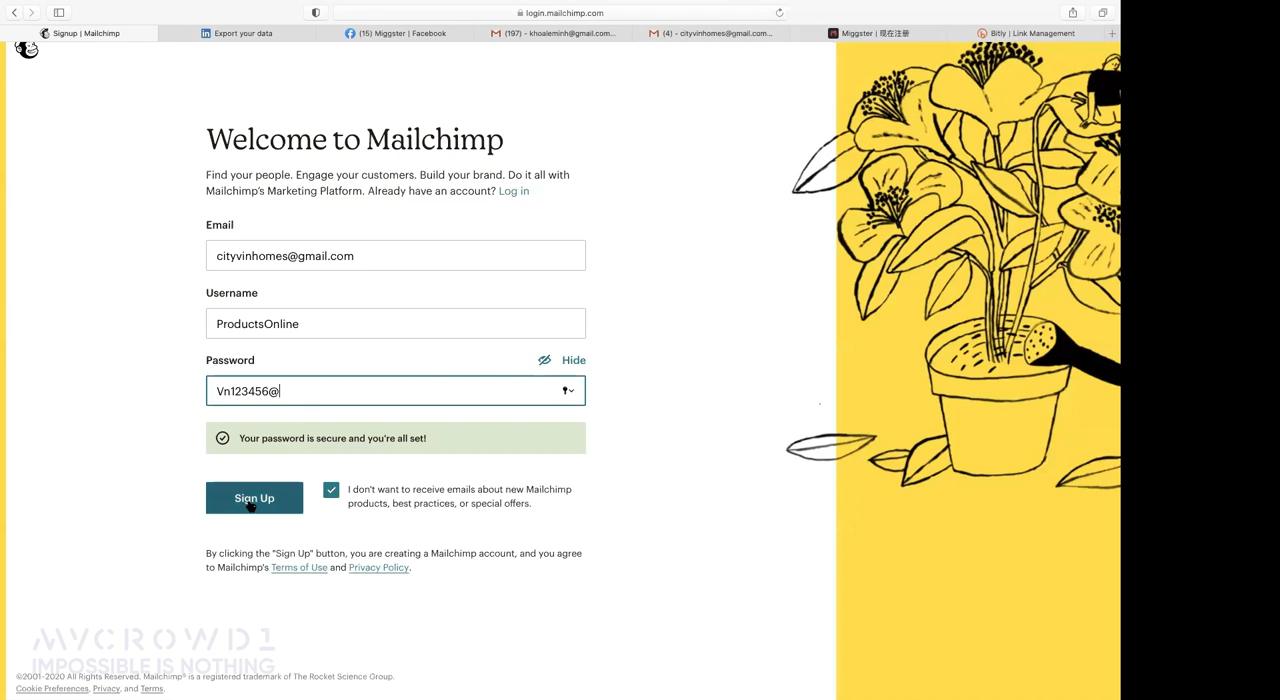 login.mailchimp.com
Signup | Mailchimp
Export your data
(15) Miggster | Facebook
(197) - khoaleminh@gmail.com...
(4) - cityvinhomes@gmail.com...
Miggster | 现在注册
Bitly | Link Management
Welcome to Mailchimp
Find your people. Engage your customers. Build your brand. Do it all with
Mailchimp's Marketing Platform. Already have an account? Log in
Email
cityvinhomes@gmail.com
Username
ProductsOnline
Password
Hide
Vn123456@
Your password is secure and you're all set!
Sign Up
I don't want to receive emails about new Mailchimp
products, best practices, or special offers.
By clicking the "Sign Up" button, you are creating a Mailchimp account, and you agree
to Mailchimp's Terms of Use and Privacy Policy.
MYCROWD1
IMPOSSIBLE IS NOTHING
©2001-2020 All Rights Reserved. Mailchimp® is a registered trademark of The Rocket Science Group.
Cookie Preferences, Privacy, and Terms.